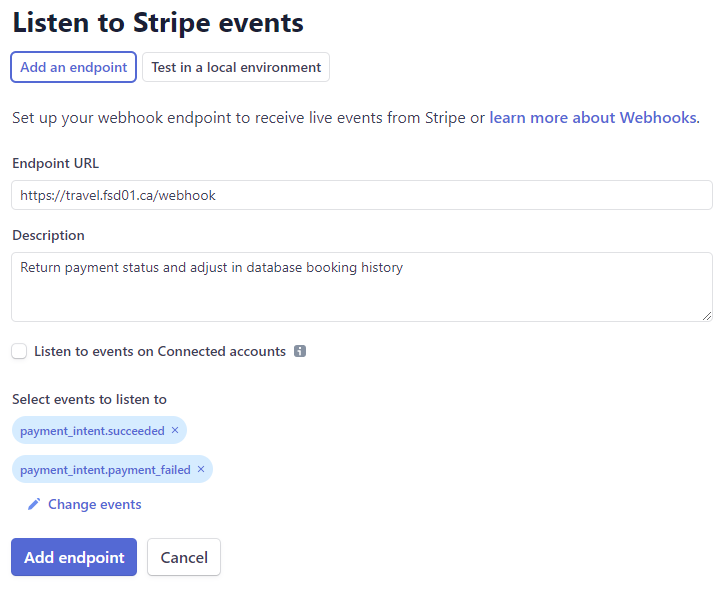 Listen to Stripe events
Add an endpoint Test in a local environment
Set up your webhook endpoint to receive live events from Stripe or learn more about Webhooks.
Endpoint URL
https://travel.fsd01.ca/webhook
Description
Return payment status and adjust in database booking history
Listen to events on Connected accounts
Select events to listen to
payment_intent.succeeded ×
payment_intent.payment_failed ×
Change events
Add endpoint Cancel